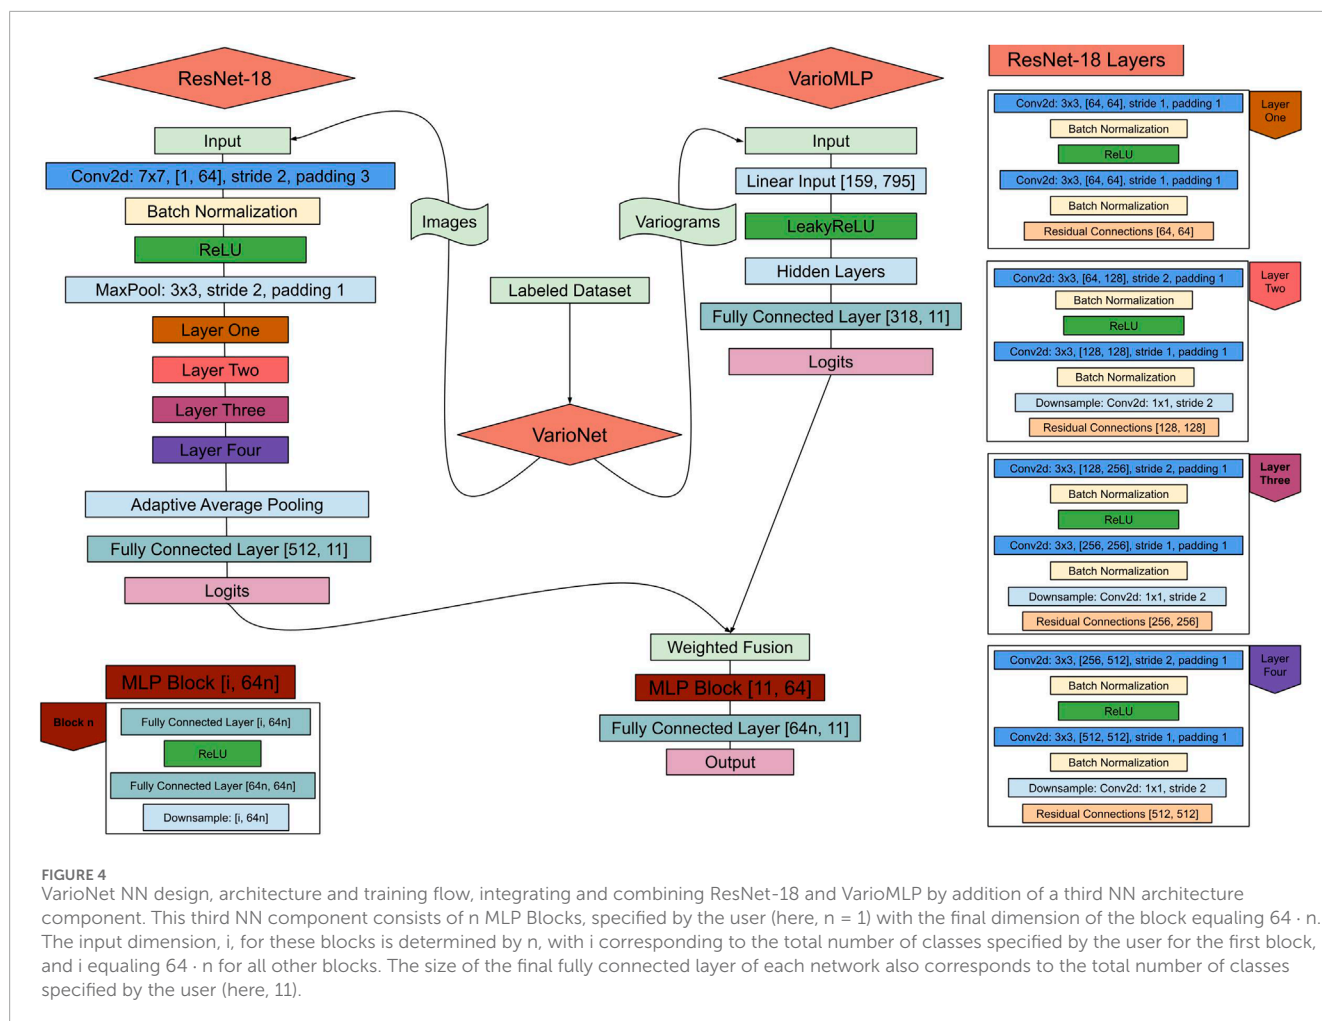 ResNet-18
Input
Conv2d: 7x7, [1, 64], stride 2, padding 3
Batch Normalization
ReLU
MaxPool: 3x3, stride 2, padding 1
Layer One
Layer Two
Layer Three
Layer Four
Adaptive Average Pooling
Fully Connected Layer [512, 11]
Logits
Images
Labeled Dataset
VarioNet
Variograms
VarioMLP
Input
Linear Input [159, 795]
LeakyReLU
Hidden Layers
Fully Connected Layer [318, 11]
Logits
Weighted Fusion
MLP Block [11, 64]
Fully Connected Layer [64n, 11]
Output
MLP Block [i, 64n]
Block n
Fully Connected Layer [i, 64n]
ReLU
Fully Connected Layer [64n, 64n]
Downsample: [i, 64n]
ResNet-18 Layers
Layer
One
Conv2d: 3x3, [64, 64], stride 1, padding 1
Batch Normalization
ReLU
Conv2d: 3x3, [64, 64], stride 1, padding 1
Batch Normalization
Residual Connections [64, 64]
Layer
Two
Conv2d: 3x3, [64, 128], stride 2, padding 1
Batch Normalization
ReLU
Conv2d: 3x3, [128, 128], stride 1, padding 1
Batch Normalization
Downsample: Conv2d: 1x1, stride 2
Residual Connections [128, 128]
Layer
Three
Conv2d: 3x3, [128, 256], stride 2, padding 1
Batch Normalization
ReLU
Conv2d: 3x3, [256, 256], stride 1, padding 1
Batch Normalization
Downsample: Conv2d: 1x1, stride 2
Residual Connections [256, 256]
Layer
Four
Conv2d: 3x3, [256, 512], stride 2, padding 1
Batch Normalization
ReLU
Conv2d: 3x3, [512, 512], stride 1, padding 1
Batch Normalization
Downsample: Conv2d: 1x1, stride 2
Residual Connections [512, 512]
FIGURE 4
VarioNet NN design, architecture and training flow, integrating and combining ResNet-18 and VarioMLP by addition of a third NN architecture
component. This third NN component consists of n MLP Blocks, specified by the user (here, n = 1) with the final dimension of the block equaling 64 · n.
The input dimension, i, for these blocks is determined by n, with i corresponding to the total number of classes specified by the user for the first block,
and i equaling 64 · n for all other blocks. The size of the final fully connected layer of each network also corresponds to the total number of classes
specified by the user (here, 11).